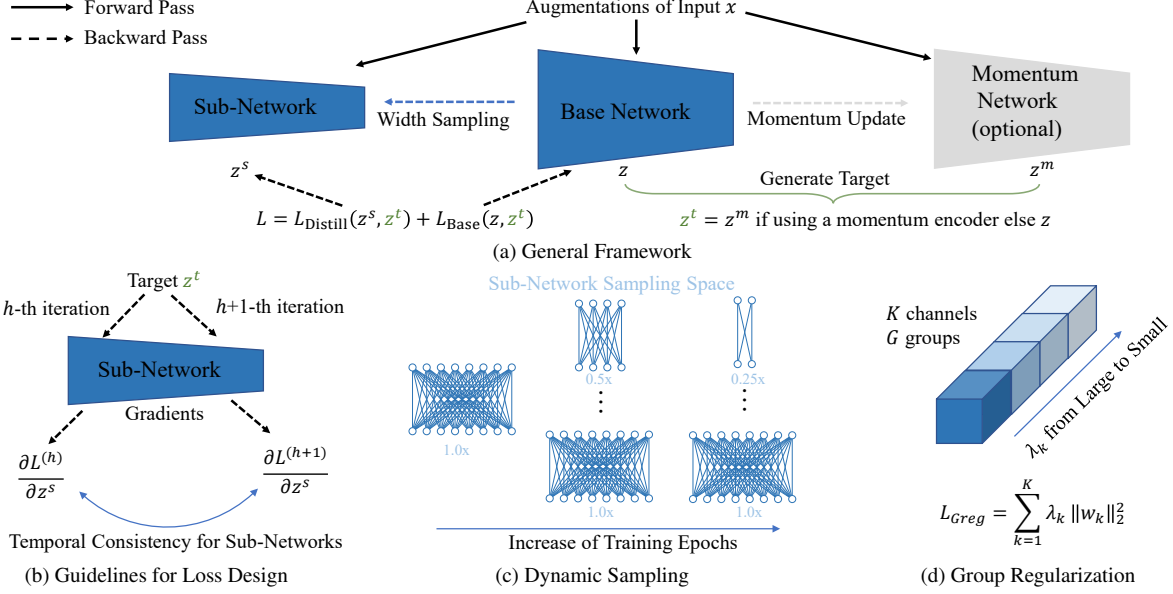 Forward Pass
Backward Pass
Augmentations of Input x
Sub-Network
Width Sampling
Base Network
Momentum Update
Momentum
Network
(optional)
z^s
z
z^m
Generate Target
L = L_Distill(z^s, z^t) + L_Base(z, z^t)
z^t = z^m if using a momentum encoder else z
(a) General Framework
Target z^t
h-th iteration
h+1-th iteration
Sub-Network
Gradients
∂L^(h)/∂z^s
∂L^(h+1)/∂z^s
Temporal Consistency for Sub-Networks
(b) Guidelines for Loss Design
Sub-Network Sampling Space
1.0x
0.5x
1.0x
0.25x
1.0x
Increase of Training Epochs
(c) Dynamic Sampling
K channels
G groups
λ_k from Large to Small
L_Greg = ∑_{k=1}^{K} λ_k ‖w_k‖_2^2
(d) Group Regularization